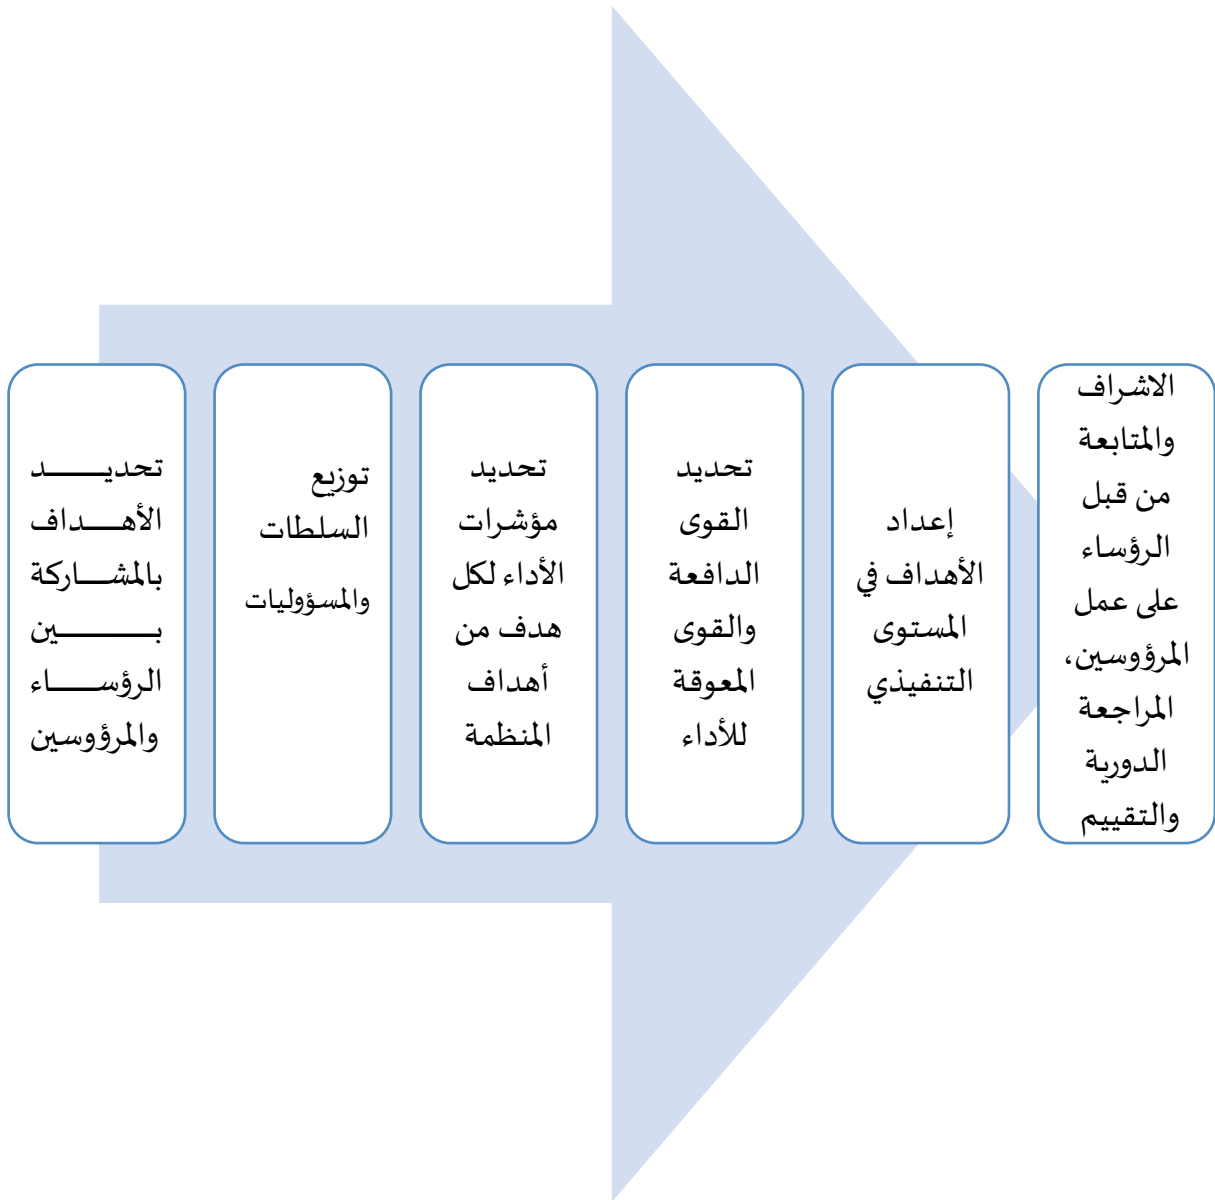 تحديد
الأهداف
بالمشاركة
بين
الرؤساء
والمرؤوسين
توزيع
السلطات
والمسؤوليات
تحديد
مؤشرات
الأداء لكل
هدف من
أهداف
المنظمة
تحديد
القوى
الدافعة
والقوى
المعوقة
للأداء
إعداد
الأهداف في
المستوى
التنفيذي
الاشراف
والمتابعة
من قبل
الرؤساء
على عمل
المرؤوسين،
المراجعة
الدورية
والتقييم